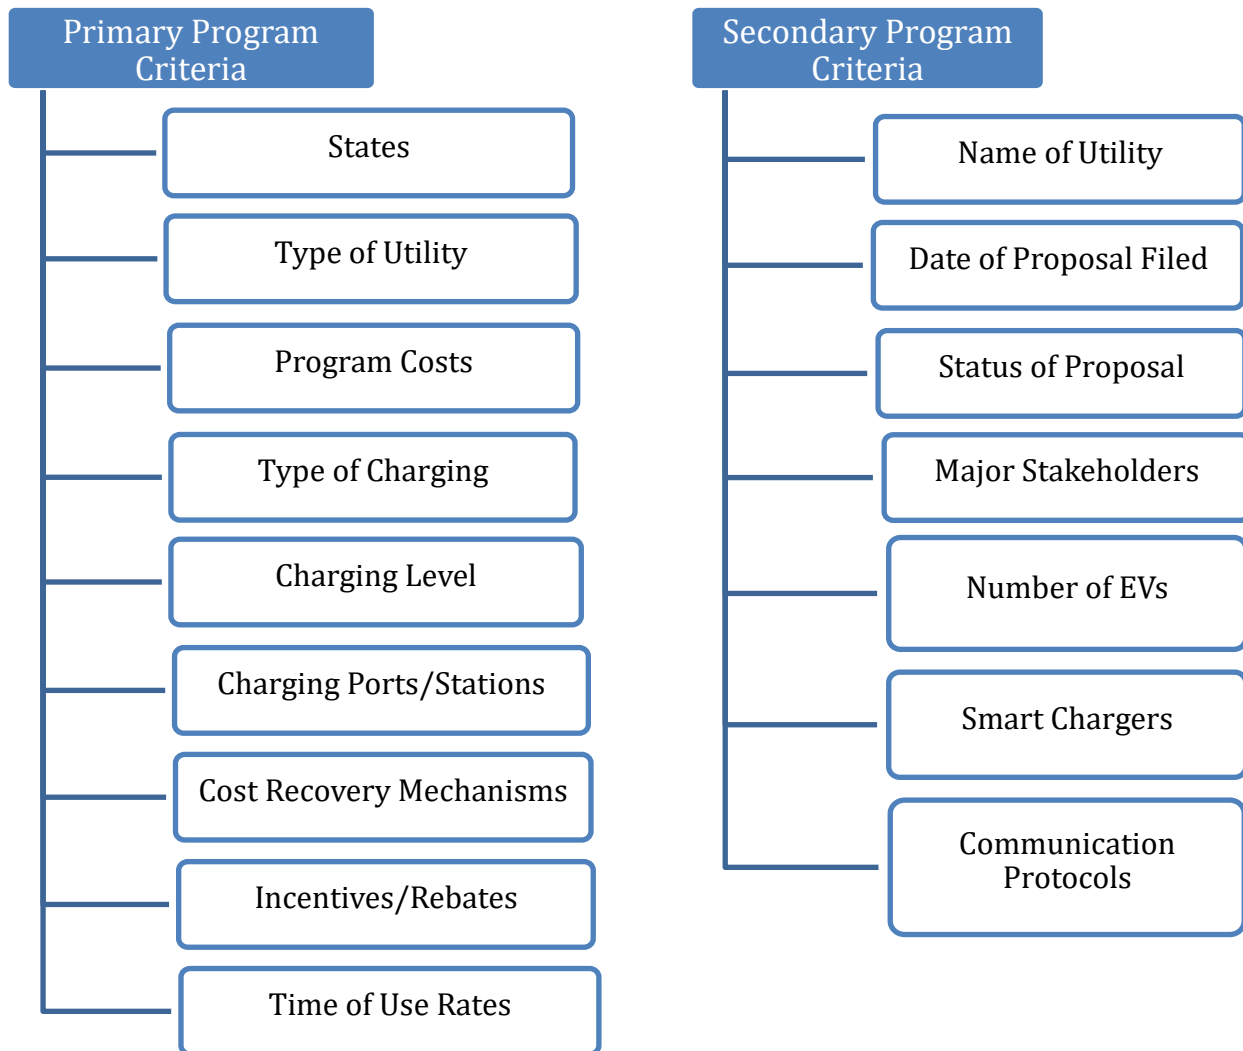 Primary Program
Criteria
States
Type of Utility
Program Costs
Type of Charging
Charging Level
Charging Ports/Stations
Cost Recovery Mechanisms
Incentives/Rebates
Time of Use Rates
Secondary Program
Criteria
Name of Utility
Date of Proposal Filed
Status of Proposal
Major Stakeholders
Number of EVs
Smart Chargers
Communication
Protocols